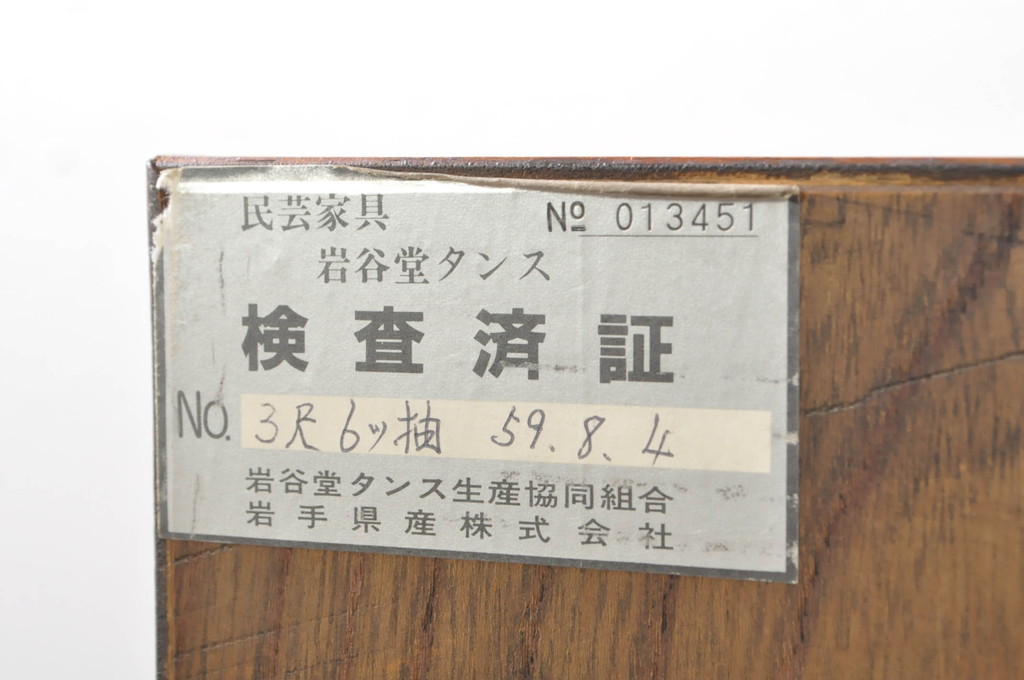 民芸家具 Nº 013451
岩谷堂タンス
検査済証
No. 3尺6ッ抽 59.8.4
岩谷堂タンス生産協同組合
岩手県産株式会社